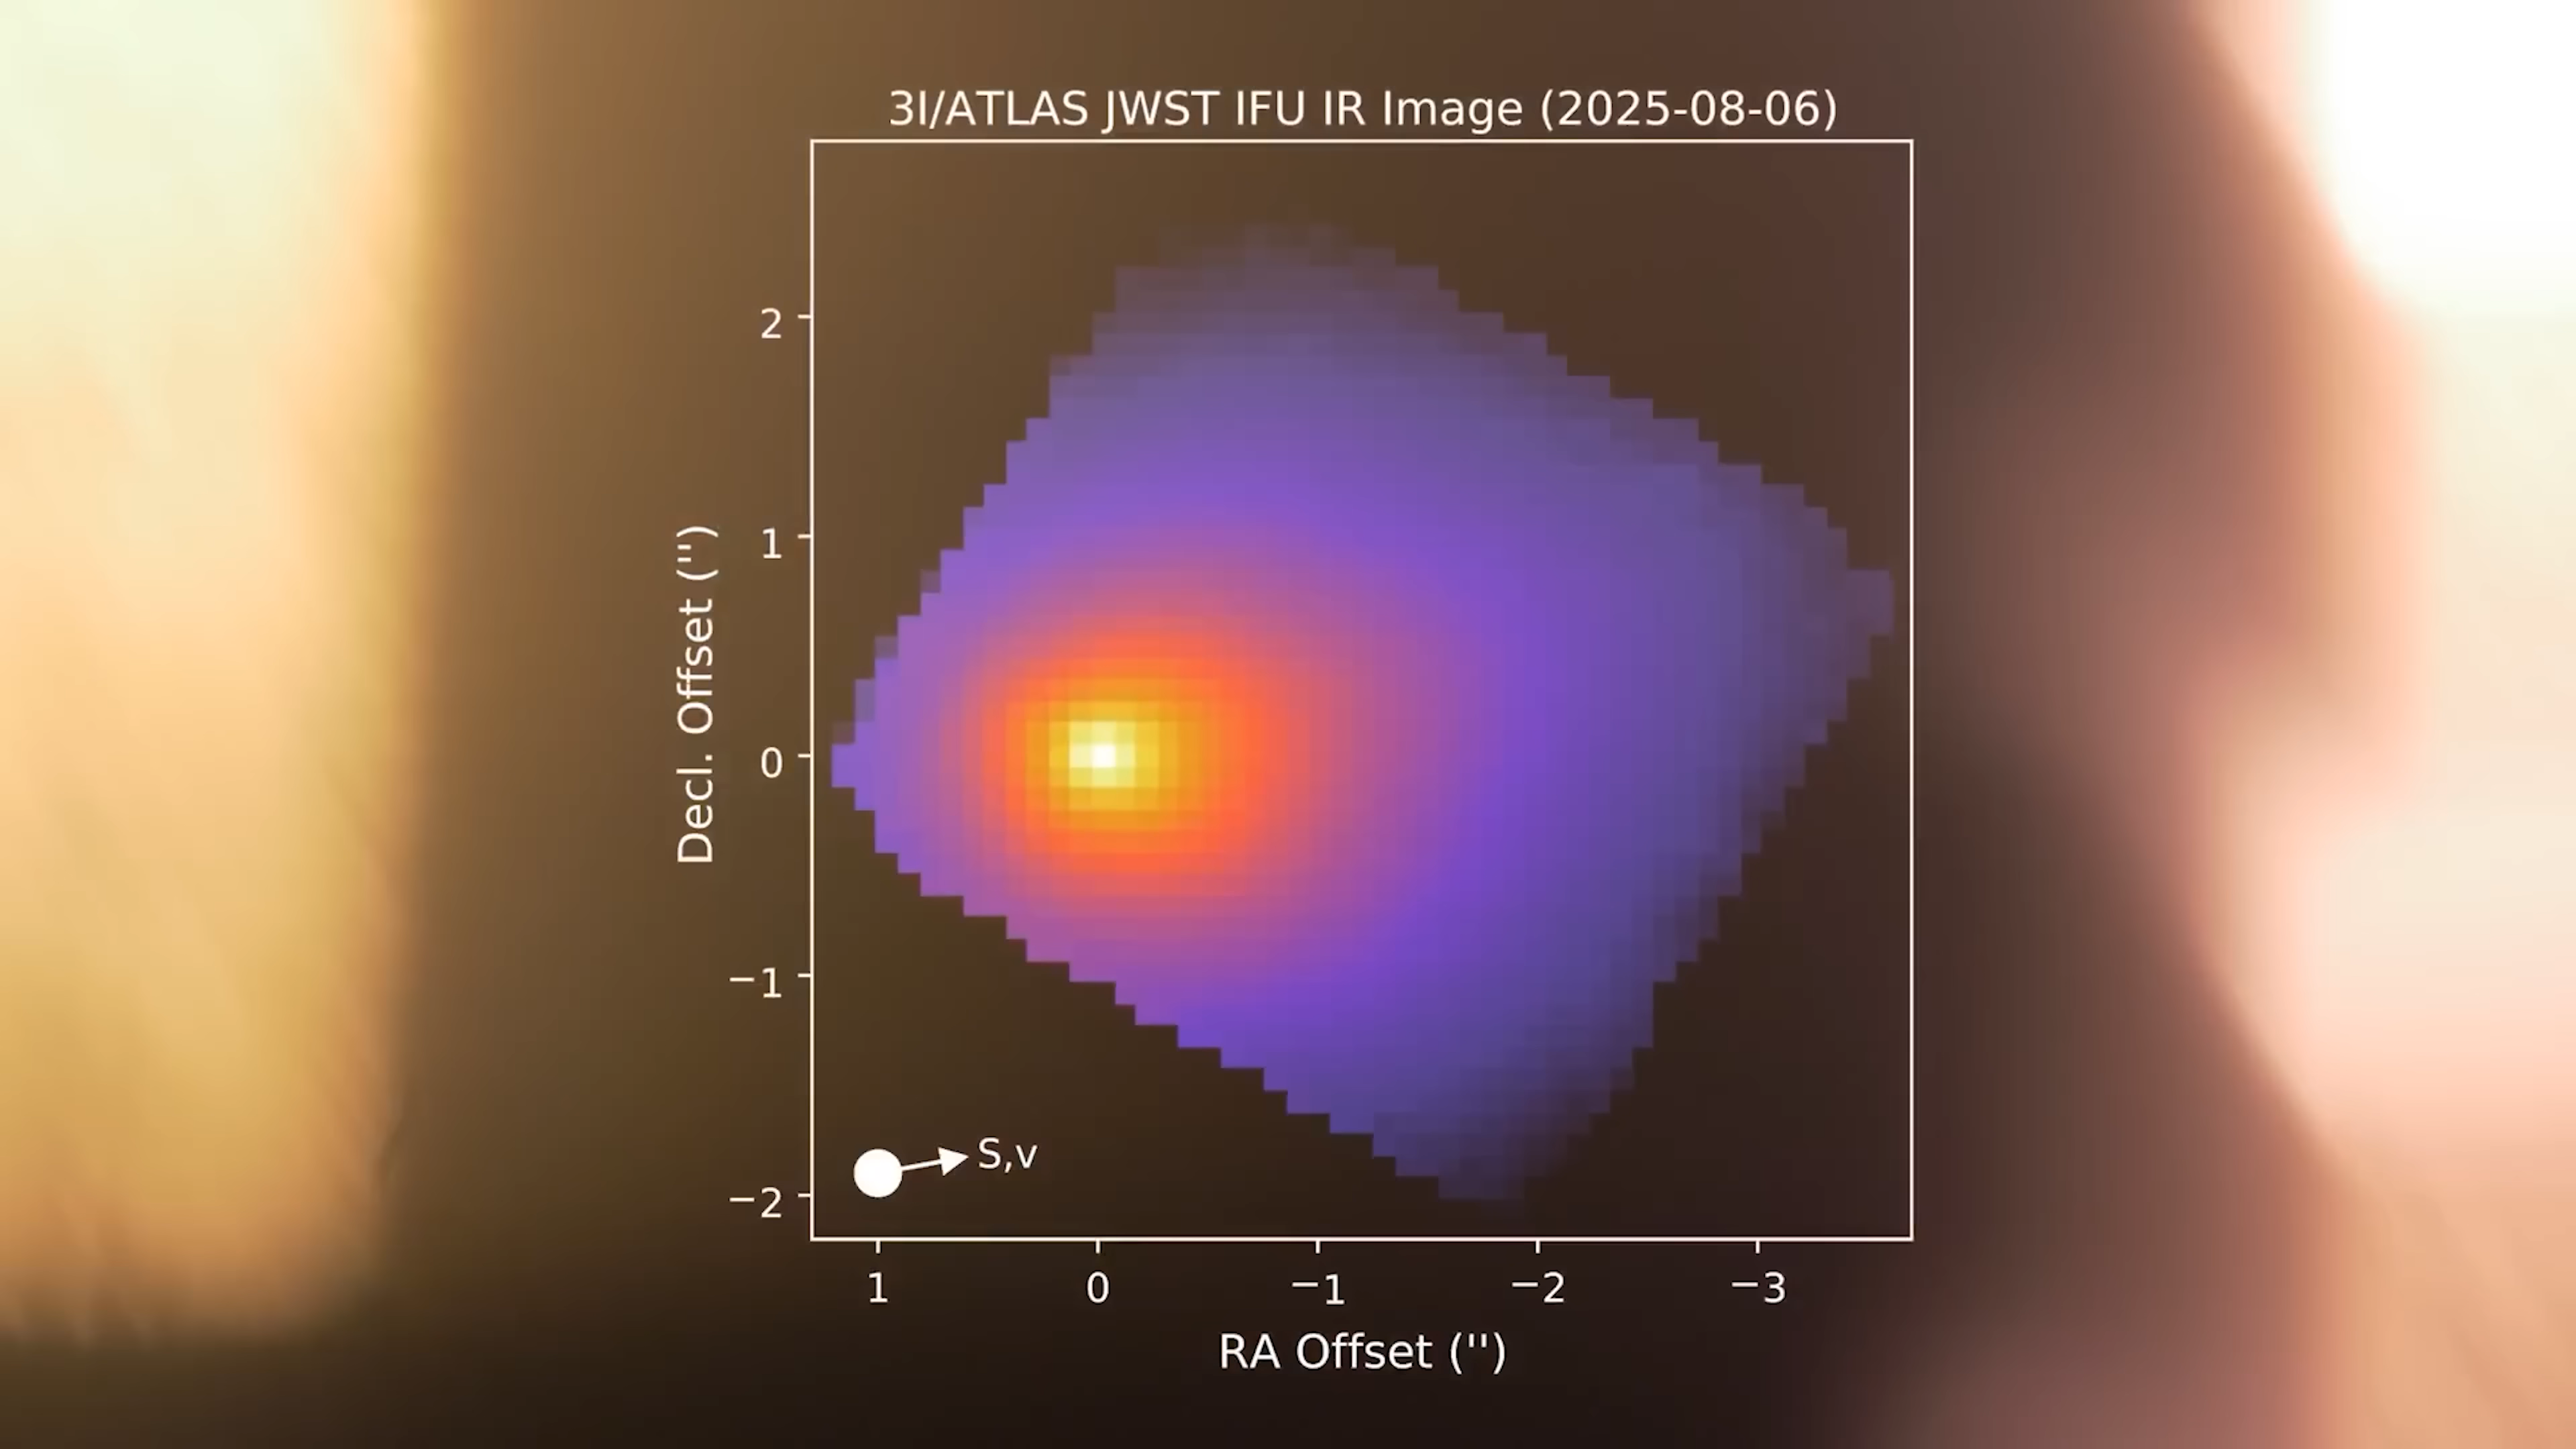 3I/ATLAS JWST IFU IR Image (2025-08-06)
Decl. Offset ('')
2
1
0
−1
−2
S,v
1
0
−1
−2
−3
RA Offset ('')